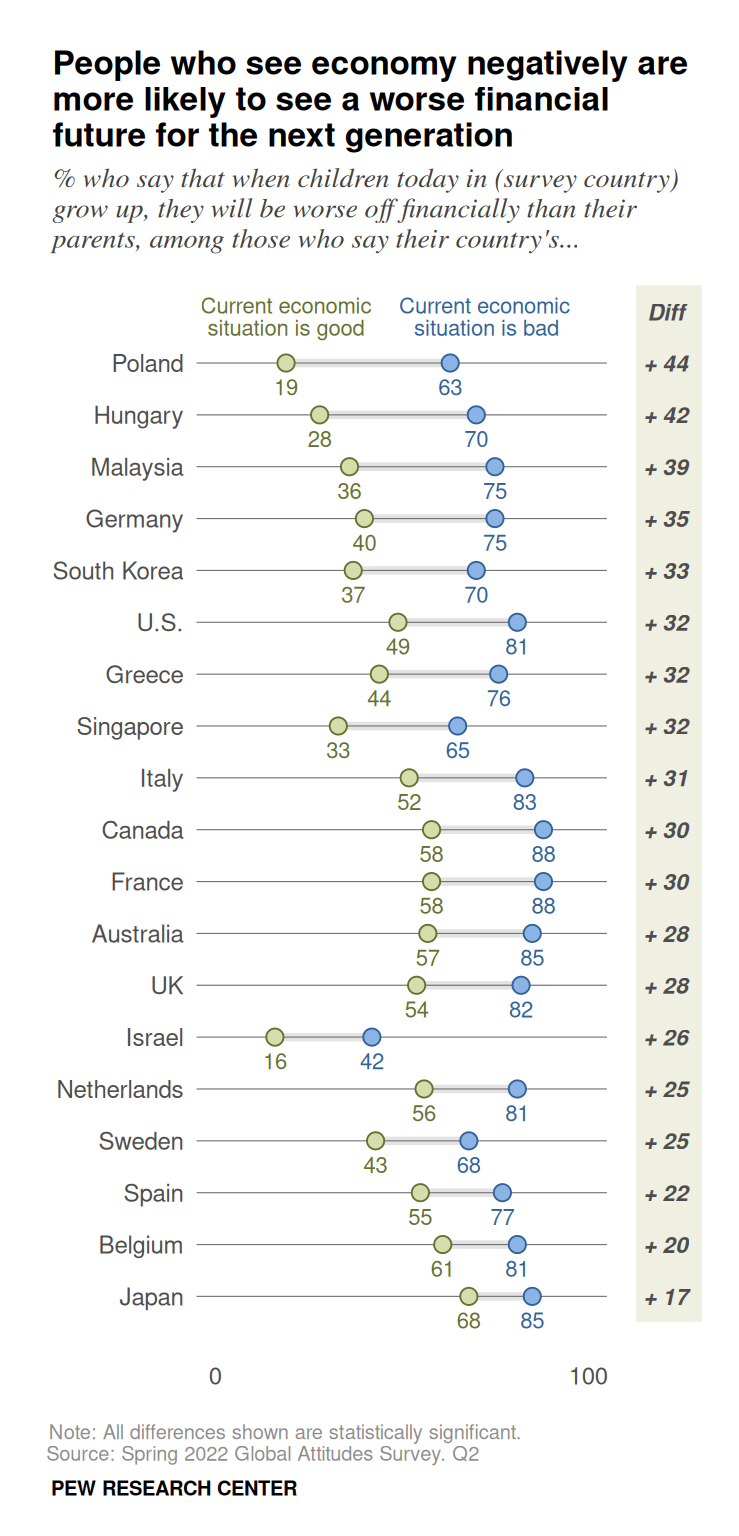 People who see economy negatively are
more likely to see a worse financial
future for the next generation
% who say that when children today in (survey country)
grow up, they will be worse off financially than their
parents, among those who say their country's...
Current economic situation is good
Current economic situation is bad
Diff
Poland 19 63 + 44
Hungary 28 70 + 42
Malaysia 36 75 + 39
Germany 40 75 + 35
South Korea 37 70 + 33
U.S. 49 81 + 32
Greece 44 76 + 32
Singapore 33 65 + 32
Italy 52 83 + 31
Canada 58 88 + 30
France 58 88 + 30
Australia 57 85 + 28
UK 54 82 + 28
Israel 16 42 + 26
Netherlands 56 81 + 25
Sweden 43 68 + 25
Spain 55 77 + 22
Belgium 61 81 + 20
Japan 68 85 + 17
0 100
Note: All differences shown are statistically significant.
Source: Spring 2022 Global Attitudes Survey. Q2
PEW RESEARCH CENTER